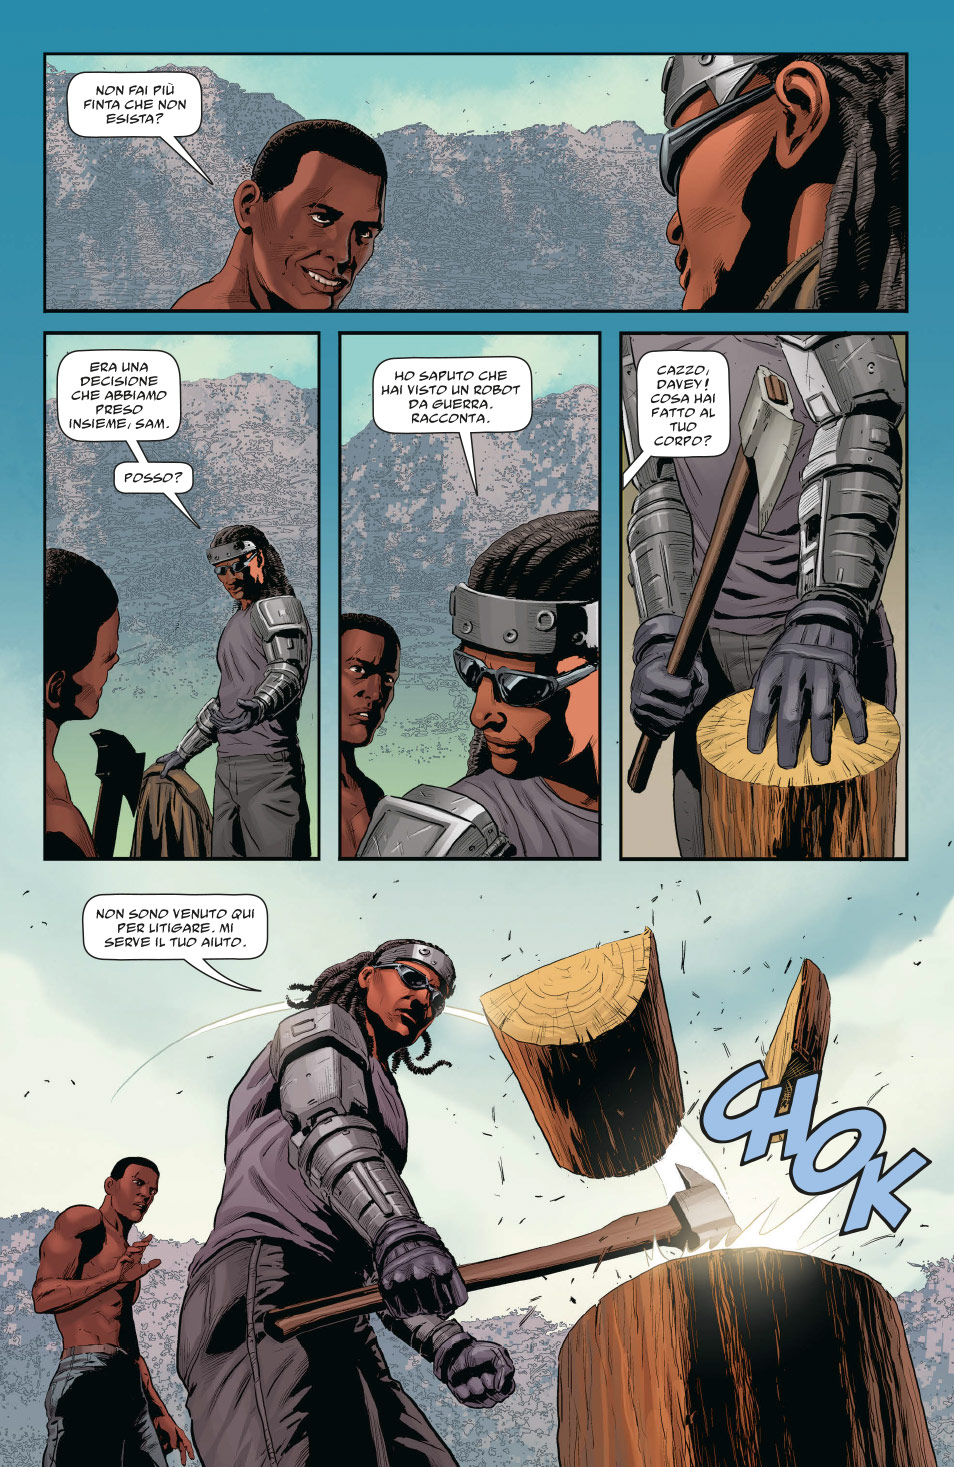 NON FAI PIÙ
FINTA CHE NON
ESISTA?
ERA UNA
DECISIONE
CHE ABBIAMO
PRESO
INSIEME, SAM.
POSSO?
HO SAPUTO CHE
HAI VISTO UN ROBOT
DA GUERRA.
RACCONTA.
CAZZO,
DAVEY!
COSA HAI
FATTO AL
TUO
CORPO?
NON SONO VENUTO QUI
PER LITIGARE. MI
SERVE IL TUO AIUTO.
CHOK